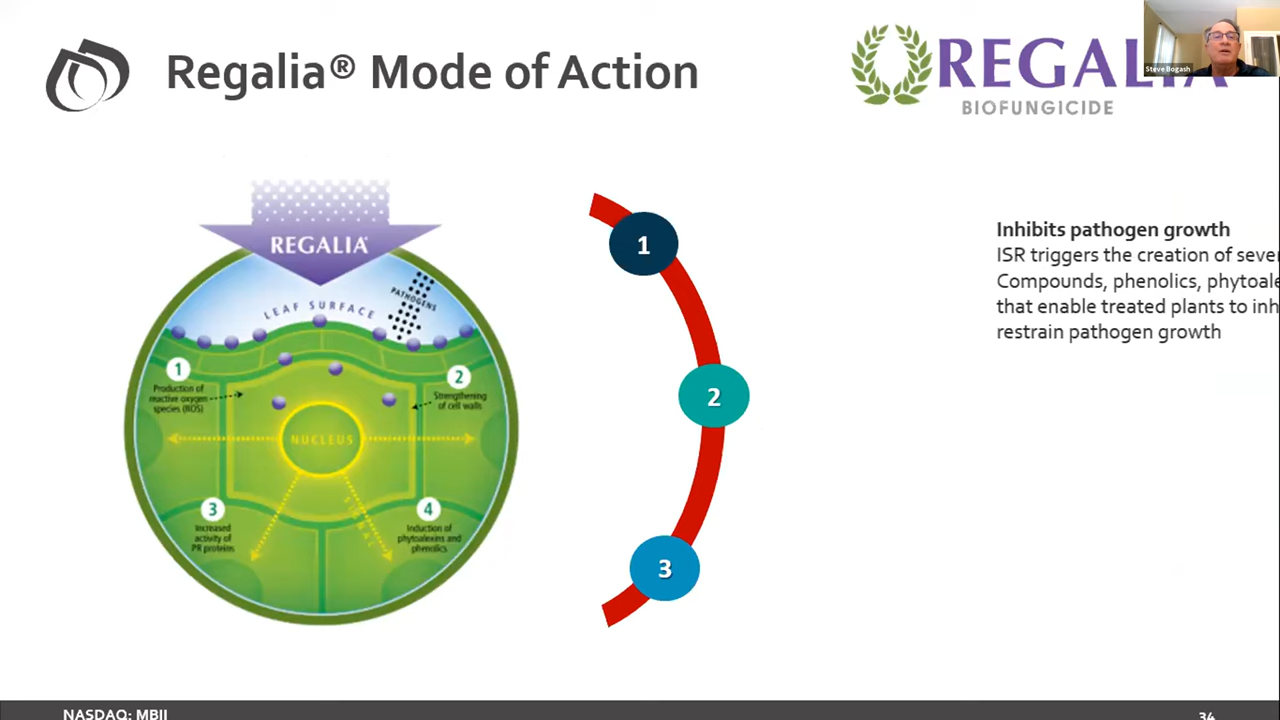 Regalia® Mode of Action
REGALIA
BIOFUNGICIDE
Steve Bogash
REGALIA®
PATHOGENS
LEAF SURFACE
1
Production of
reactive oxygen
species (ROS)
2
Strengthening
of cell walls
NUCLEUS
3
Increased
activity of
PR proteins
4
Induction of
phytoalexins and
phenolics
SIGNAL
1
2
3
Inhibits pathogen growth
ISR triggers the creation of seve
Compounds, phenolics, phytoale
that enable treated plants to inh
restrain pathogen growth
NASDAQ: MBII
34